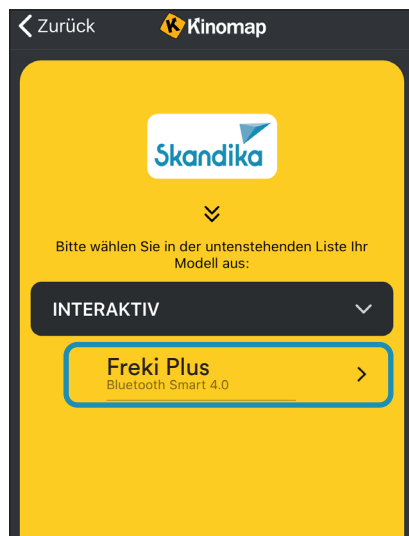 Zurück
Kinomap
Skandika
Bitte wählen Sie in der untenstehenden Liste Ihr
Modell aus:
INTERAKTIV
Freki Plus
Bluetooth Smart 4.0